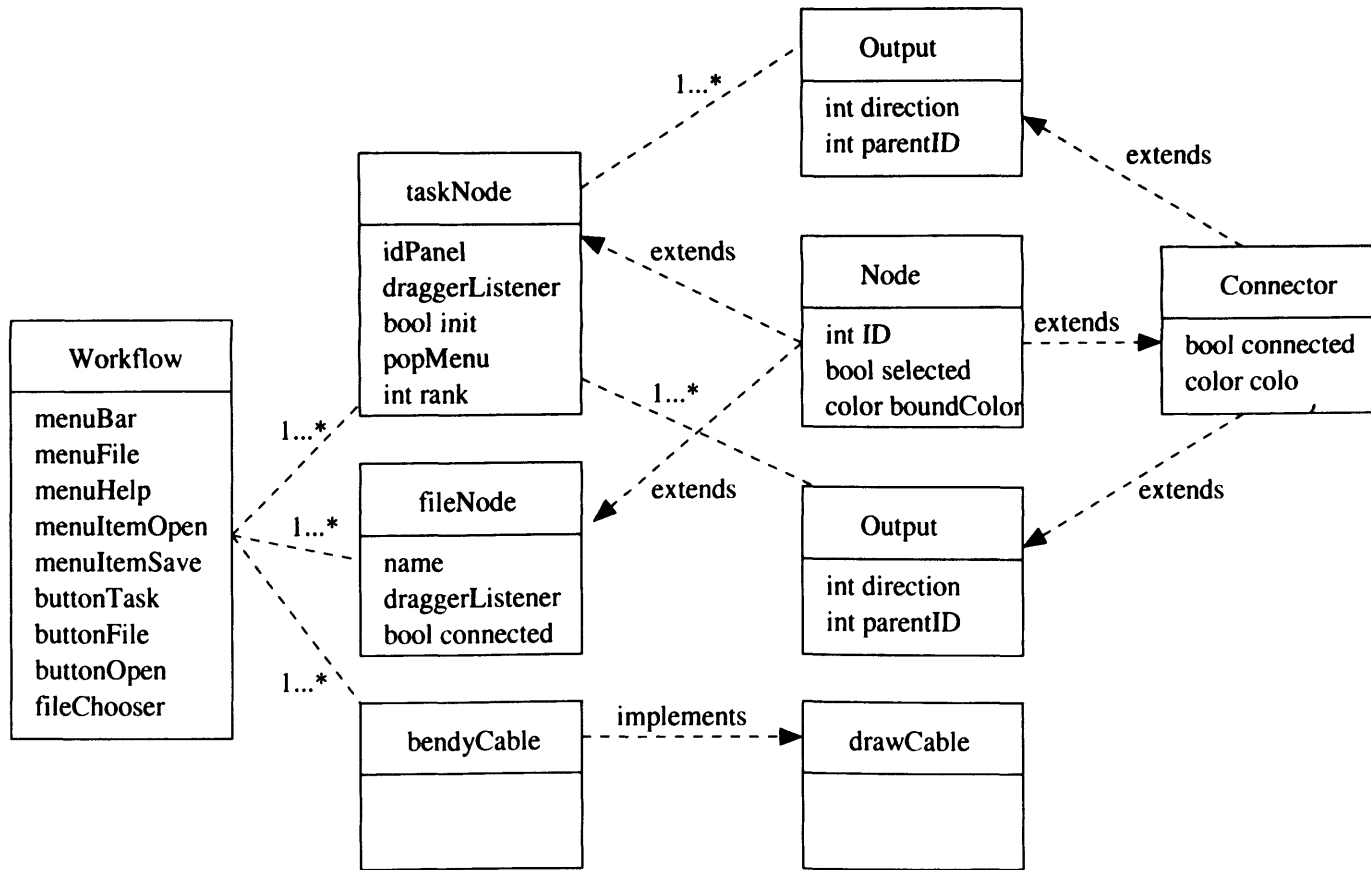 Workflow
menuBar
menuFile
menuHelp
menuItemOpen
menuItemSave
buttonTask
buttonFile
buttonOpen
fileChooser
1...*
1...*
1...*
taskNode
idPanel
draggerListener
bool init
popMenu
int rank
fileNode
name
draggerListener
bool connected
bendyCable
1...*
extends
1...*
extends
implements
Output
int direction
int parentID
Node
int ID
bool selected
color boundColor
Output
int direction
int parentID
drawCable
extends
extends
extends
Connector
bool connected
color colo